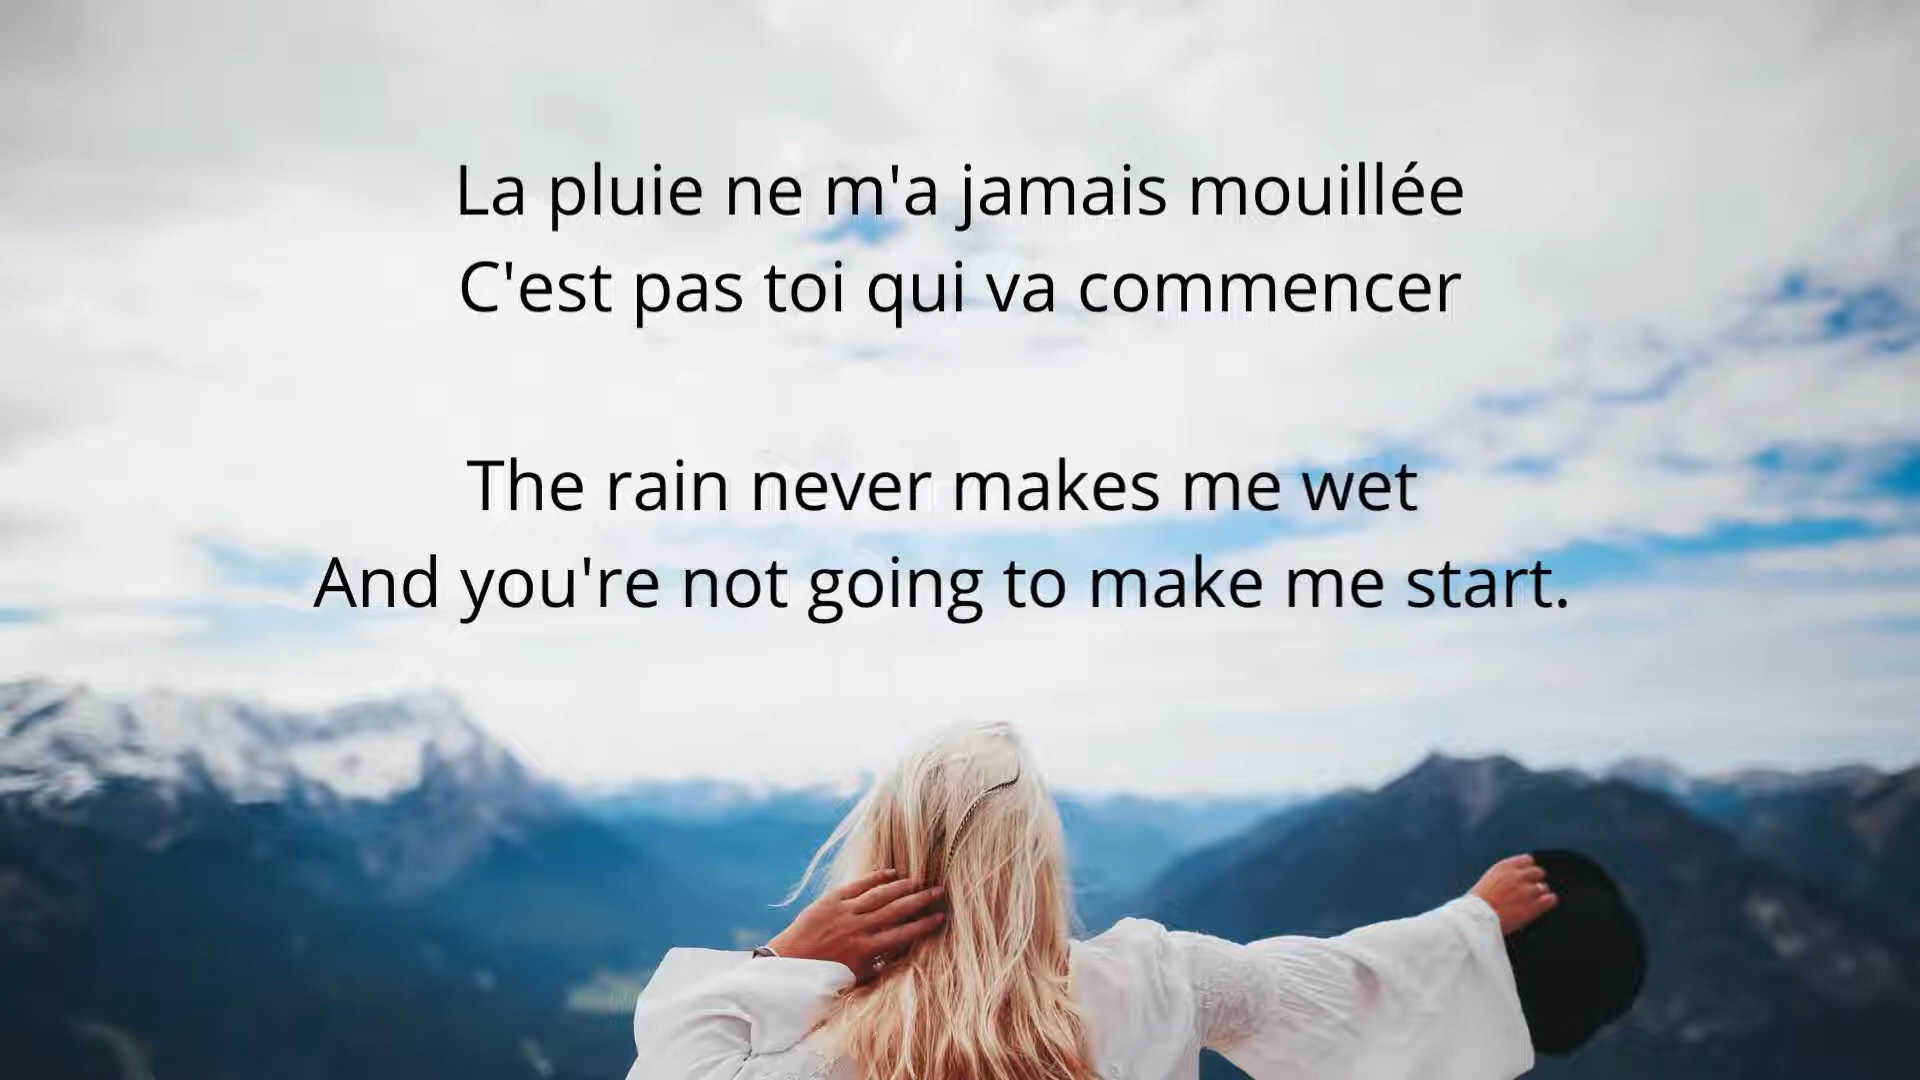 La pluie ne m'a jamais mouillée
C'est pas toi qui va commencer
The rain never makes me wet
And you're not going to make me start.